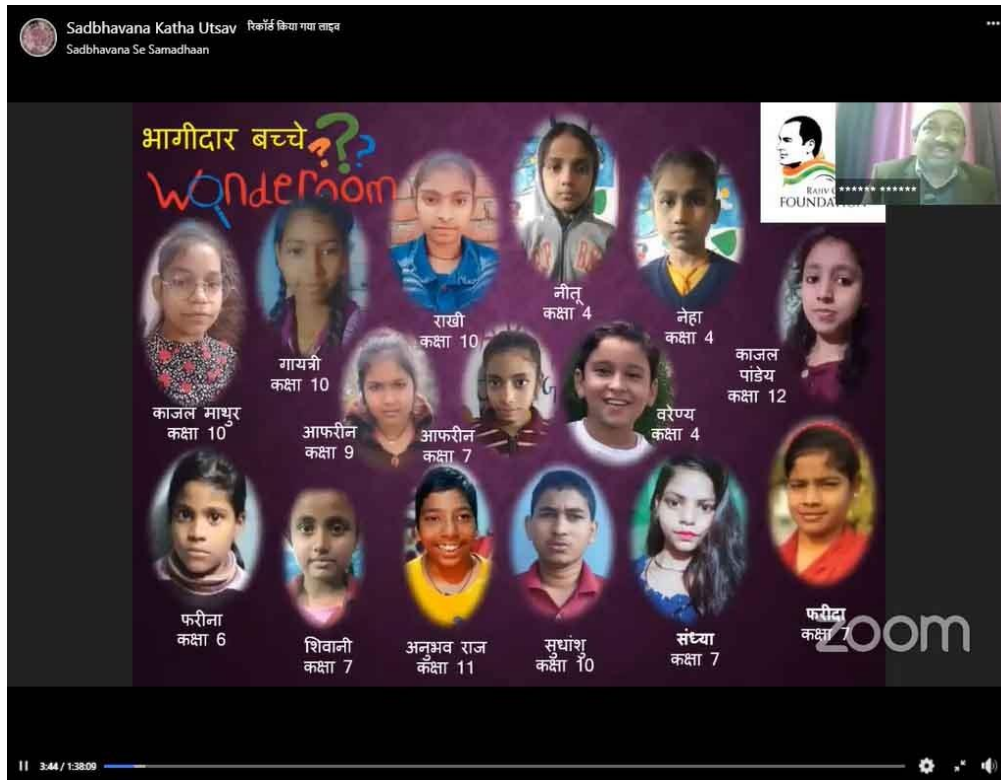 Sadbhavana Katha Utsav रिकॉर्ड किया गया लाइव
Sadbhavana Se Samadhaan
भागीदार बच्चे ???
Wonderoom
RAJIV
FOUNDATION
****** ******
राखी
कक्षा 10
नीतू
कक्षा 4
नेहा
कक्षा 4
काजल
पांडेय
कक्षा 12
गायत्री
कक्षा 10
काजल माथुर
कक्षा 10
आफरीन
कक्षा 9
आफरीन
कक्षा 7
वरेण्य
कक्षा 4
फरीना
कक्षा 6
शिवानी
कक्षा 7
अनुभव राज
कक्षा 11
सुधांशु
कक्षा 10
संध्या
कक्षा 7
फरीदा
कक्षा 7
zoom
3:44 / 1:38:09